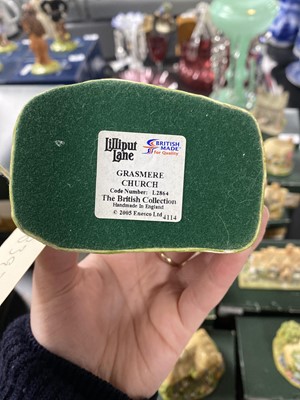 Lilliput
Lane
BRITISH
MADE
for Quality
GRASMERE
CHURCH
Code Number: L2864
The British Collection
Handmade in England
© 2005 Enesco Ltd 4114